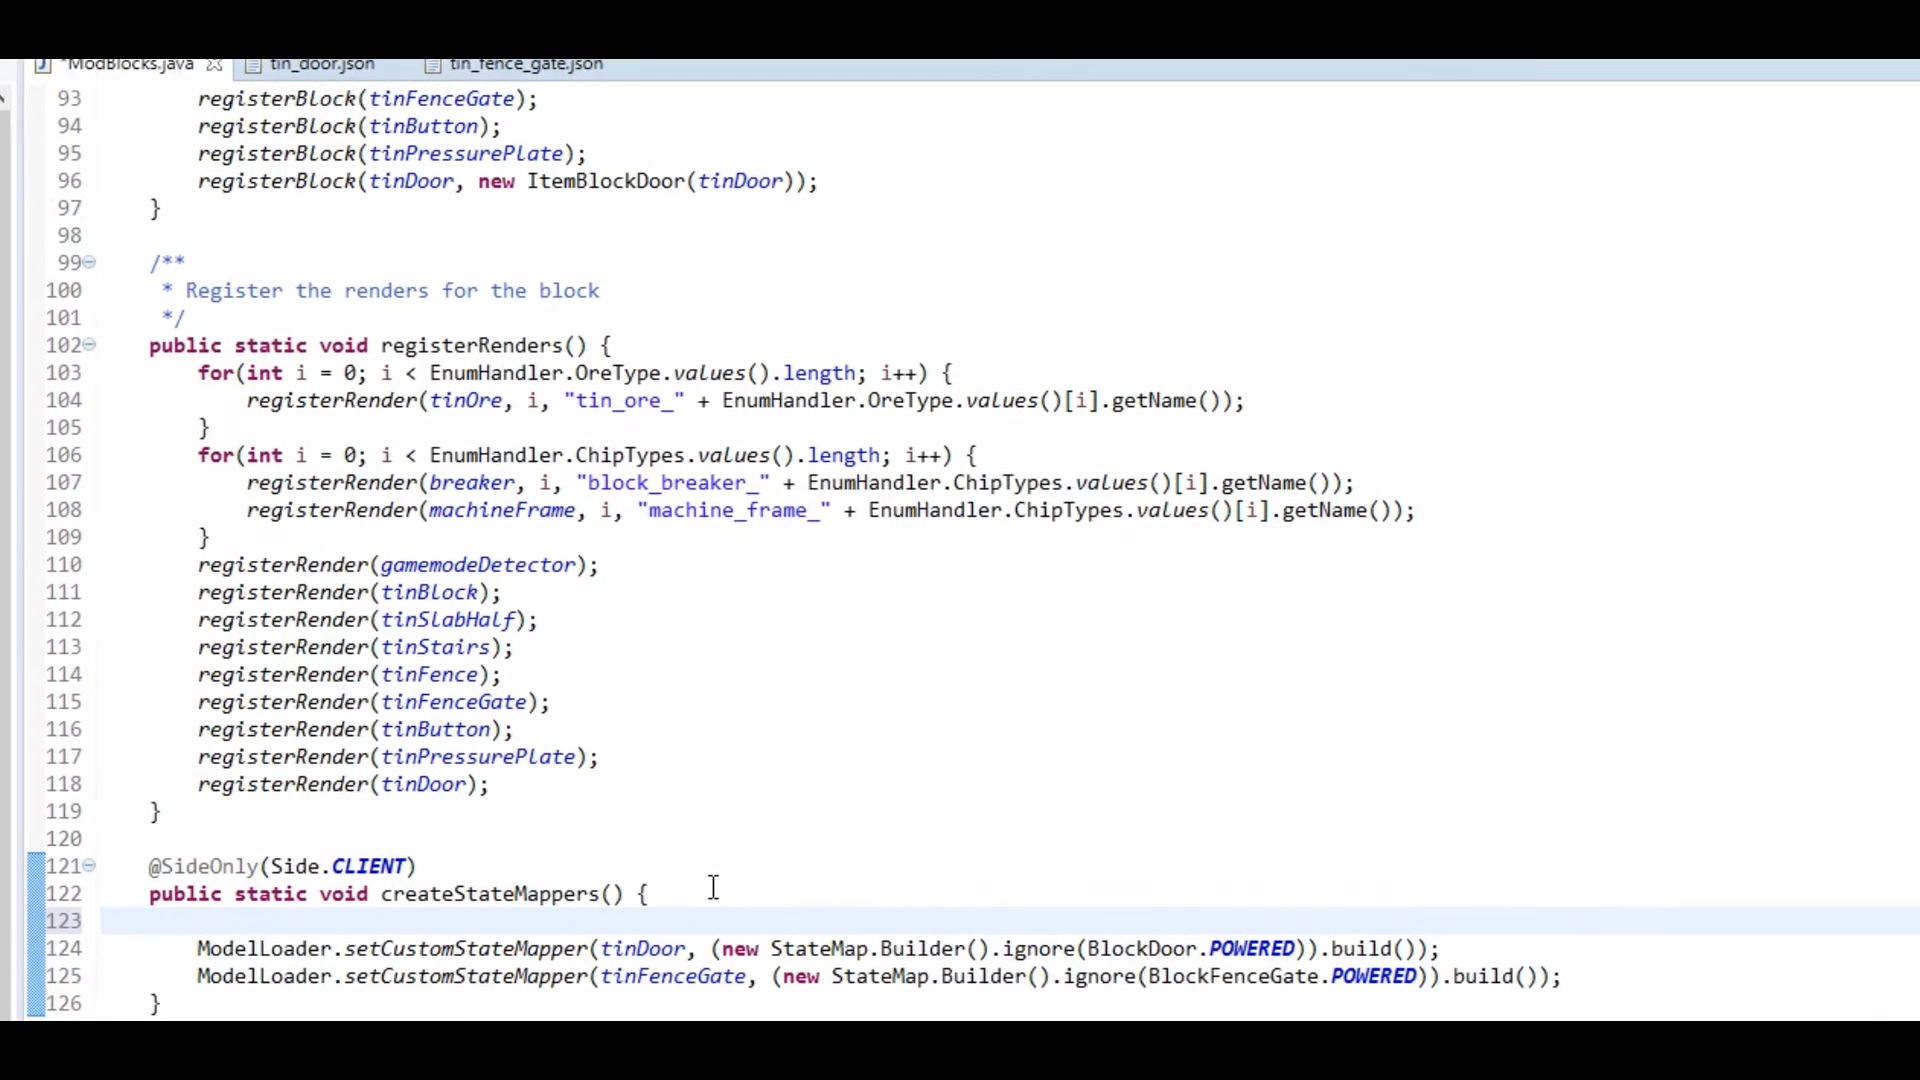 *ModBlocks.java tin_door.json tin_fence_gate.json
93 registerBlock(tinFenceGate);
94 registerBlock(tinButton);
95 registerBlock(tinPressurePlate);
96 registerBlock(tinDoor, new ItemBlockDoor(tinDoor));
97 }
98
99 /**
100 * Register the renders for the block
101 */
102 public static void registerRenders() {
103 for(int i = 0; i < EnumHandler.OreType.values().length; i++) {
104 registerRender(tinOre, i, "tin_ore_" + EnumHandler.OreType.values()[i].getName());
105 }
106 for(int i = 0; i < EnumHandler.ChipTypes.values().length; i++) {
107 registerRender(breaker, i, "block_breaker_" + EnumHandler.ChipTypes.values()[i].getName());
108 registerRender(machineFrame, i, "machine_frame_" + EnumHandler.ChipTypes.values()[i].getName());
109 }
110 registerRender(gamemodeDetector);
111 registerRender(tinBlock);
112 registerRender(tinSlabHalf);
113 registerRender(tinStairs);
114 registerRender(tinFence);
115 registerRender(tinFenceGate);
116 registerRender(tinButton);
117 registerRender(tinPressurePlate);
118 registerRender(tinDoor);
119 }
120
121 @SideOnly(Side.CLIENT)
122 public static void createStateMappers() {
123
124 ModelLoader.setCustomStateMapper(tinDoor, (new StateMap.Builder().ignore(BlockDoor.POWERED)).build());
125 ModelLoader.setCustomStateMapper(tinFenceGate, (new StateMap.Builder().ignore(BlockFenceGate.POWERED)).build());
126 }